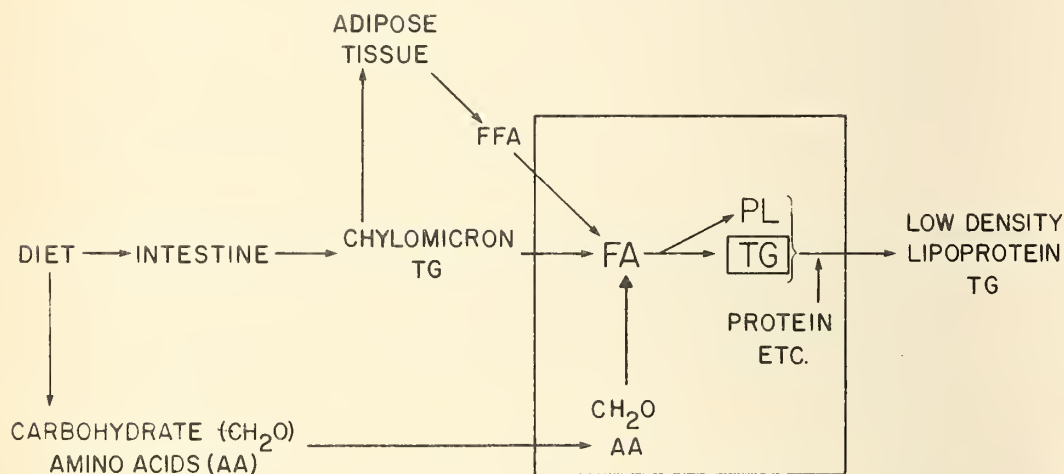 ADIPOSE
TISSUE
FFA
DIET
INTESTINE
CHYLOMICRON
TG
FA
PL
TG
LOW DENSITY
LIPOPROTEIN
TG
PROTEIN
ETC.
CH₂O
AA
CARBOHYDRATE (CH₂O)
AMINO ACIDS (AA)